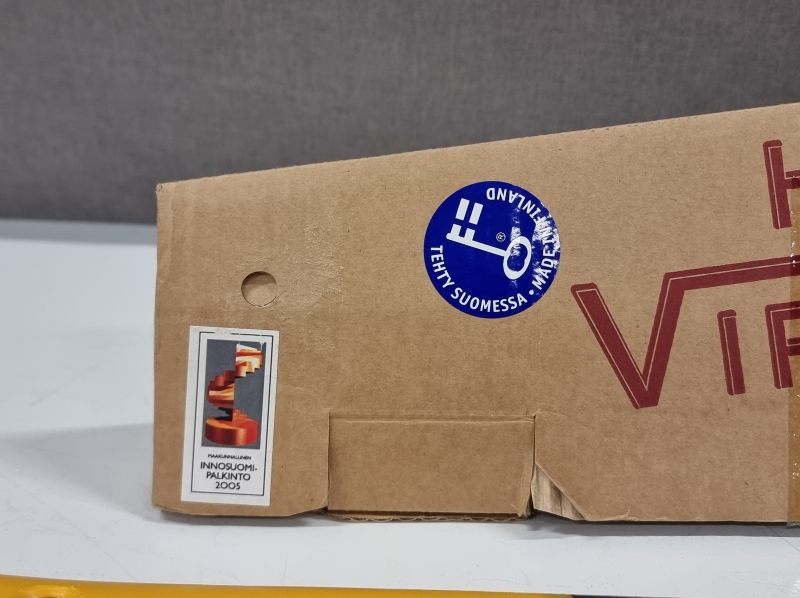 TEHTY SUOMESSA • MADE IN FINLAND
®
MAAKUNNALLINEN
INNOSUOMI-
PALKINTO
2005